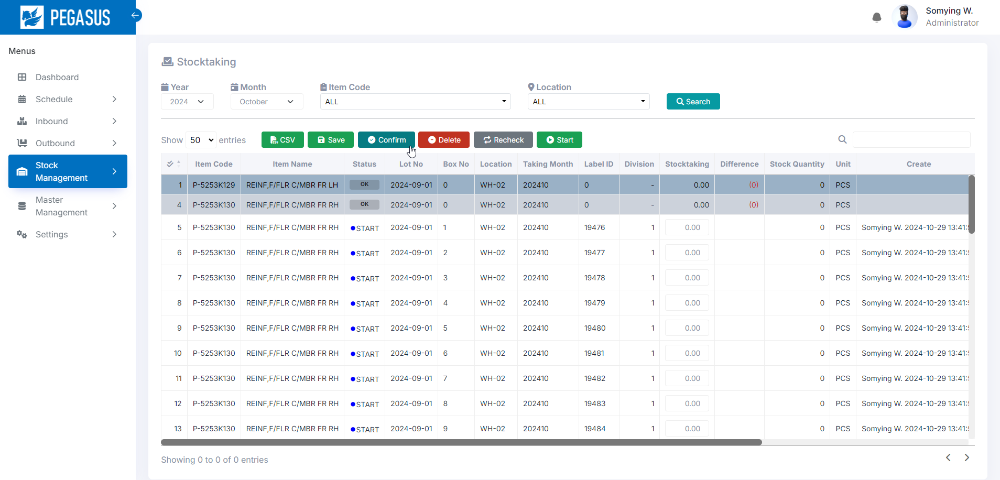 PEGASUS
Somying W.
Administrator
Menus
Dashboard
Schedule
Inbound
Outbound
Stock
Management
Master
Management
Settings
Stocktaking
Year Month Item Code Location
2024 October ALL ALL Search
Show 50 entries CSV Save Confirm Delete Recheck Start
Item Code Item Name Status Lot No Box No Location Taking Month Label ID Division Stocktaking Difference Stock Quantity Unit Create
1 P-5253K129 REINF,F/FLR C/MBR FR LH OK 2024-09-01 0 WH-02 202410 0 - 0.00 (0) 0 PCS
4 P-5253K130 REINF,F/FLR C/MBR FR RH OK 2024-09-01 0 WH-02 202410 0 - 0.00 (0) 0 PCS
5 P-5253K130 REINF,F/FLR C/MBR FR RH START 2024-09-01 1 WH-02 202410 19476 1 0.00 0 PCS Somying W. 2024-10-29 13:41:
6 P-5253K130 REINF,F/FLR C/MBR FR RH START 2024-09-01 2 WH-02 202410 19477 1 0.00 0 PCS Somying W. 2024-10-29 13:41:
7 P-5253K130 REINF,F/FLR C/MBR FR RH START 2024-09-01 3 WH-02 202410 19478 1 0.00 0 PCS Somying W. 2024-10-29 13:41:
8 P-5253K130 REINF,F/FLR C/MBR FR RH START 2024-09-01 4 WH-02 202410 19479 1 0.00 0 PCS Somying W. 2024-10-29 13:41:
9 P-5253K130 REINF,F/FLR C/MBR FR RH START 2024-09-01 5 WH-02 202410 19480 1 0.00 0 PCS Somying W. 2024-10-29 13:41:
10 P-5253K130 REINF,F/FLR C/MBR FR RH START 2024-09-01 6 WH-02 202410 19481 1 0.00 0 PCS Somying W. 2024-10-29 13:41:
11 P-5253K130 REINF,F/FLR C/MBR FR RH START 2024-09-01 7 WH-02 202410 19482 1 0.00 0 PCS Somying W. 2024-10-29 13:41:
12 P-5253K130 REINF,F/FLR C/MBR FR RH START 2024-09-01 8 WH-02 202410 19483 1 0.00 0 PCS Somying W. 2024-10-29 13:41:
13 P-5253K130 REINF,F/FLR C/MBR FR RH START 2024-09-01 9 WH-02 202410 19484 1 0.00 0 PCS Somying W. 2024-10-29 13:41:
Showing 0 to 0 of 0 entries